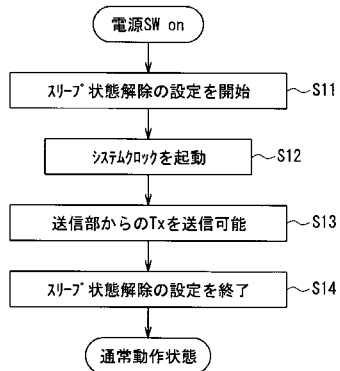 電源SW on
ｽﾘｰﾌﾟ状態解除の設定を開始 S11
ｼｽﾃﾑｸﾛｯｸを起動 S12
送信部からのTxを送信可能 S13
ｽﾘｰﾌﾟ状態解除の設定を終了 S14
通常動作状態